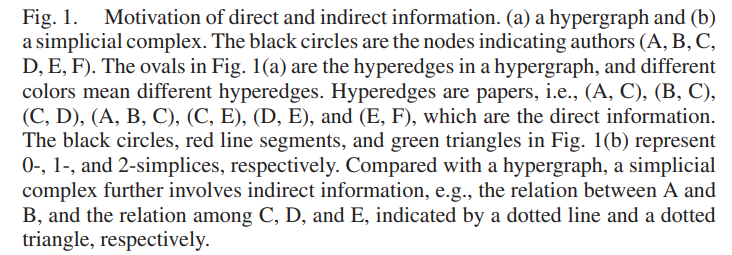 Fig. 1. Motivation of direct and indirect information. (a) a hypergraph and (b)
a simplicial complex. The black circles are the nodes indicating authors (A, B, C,
D, E, F). The ovals in Fig. 1(a) are the hyperedges in a hypergraph, and different
colors mean different hyperedges. Hyperedges are papers, i.e., (A, C), (B, C),
(C, D), (A, B, C), (C, E), (D, E), and (E, F), which are the direct information.
The black circles, red line segments, and green triangles in Fig. 1(b) represent
0-, 1-, and 2-simplices, respectively. Compared with a hypergraph, a simplicial
complex further involves indirect information, e.g., the relation between A and
B, and the relation among C, D, and E, indicated by a dotted line and a dotted
triangle, respectively.